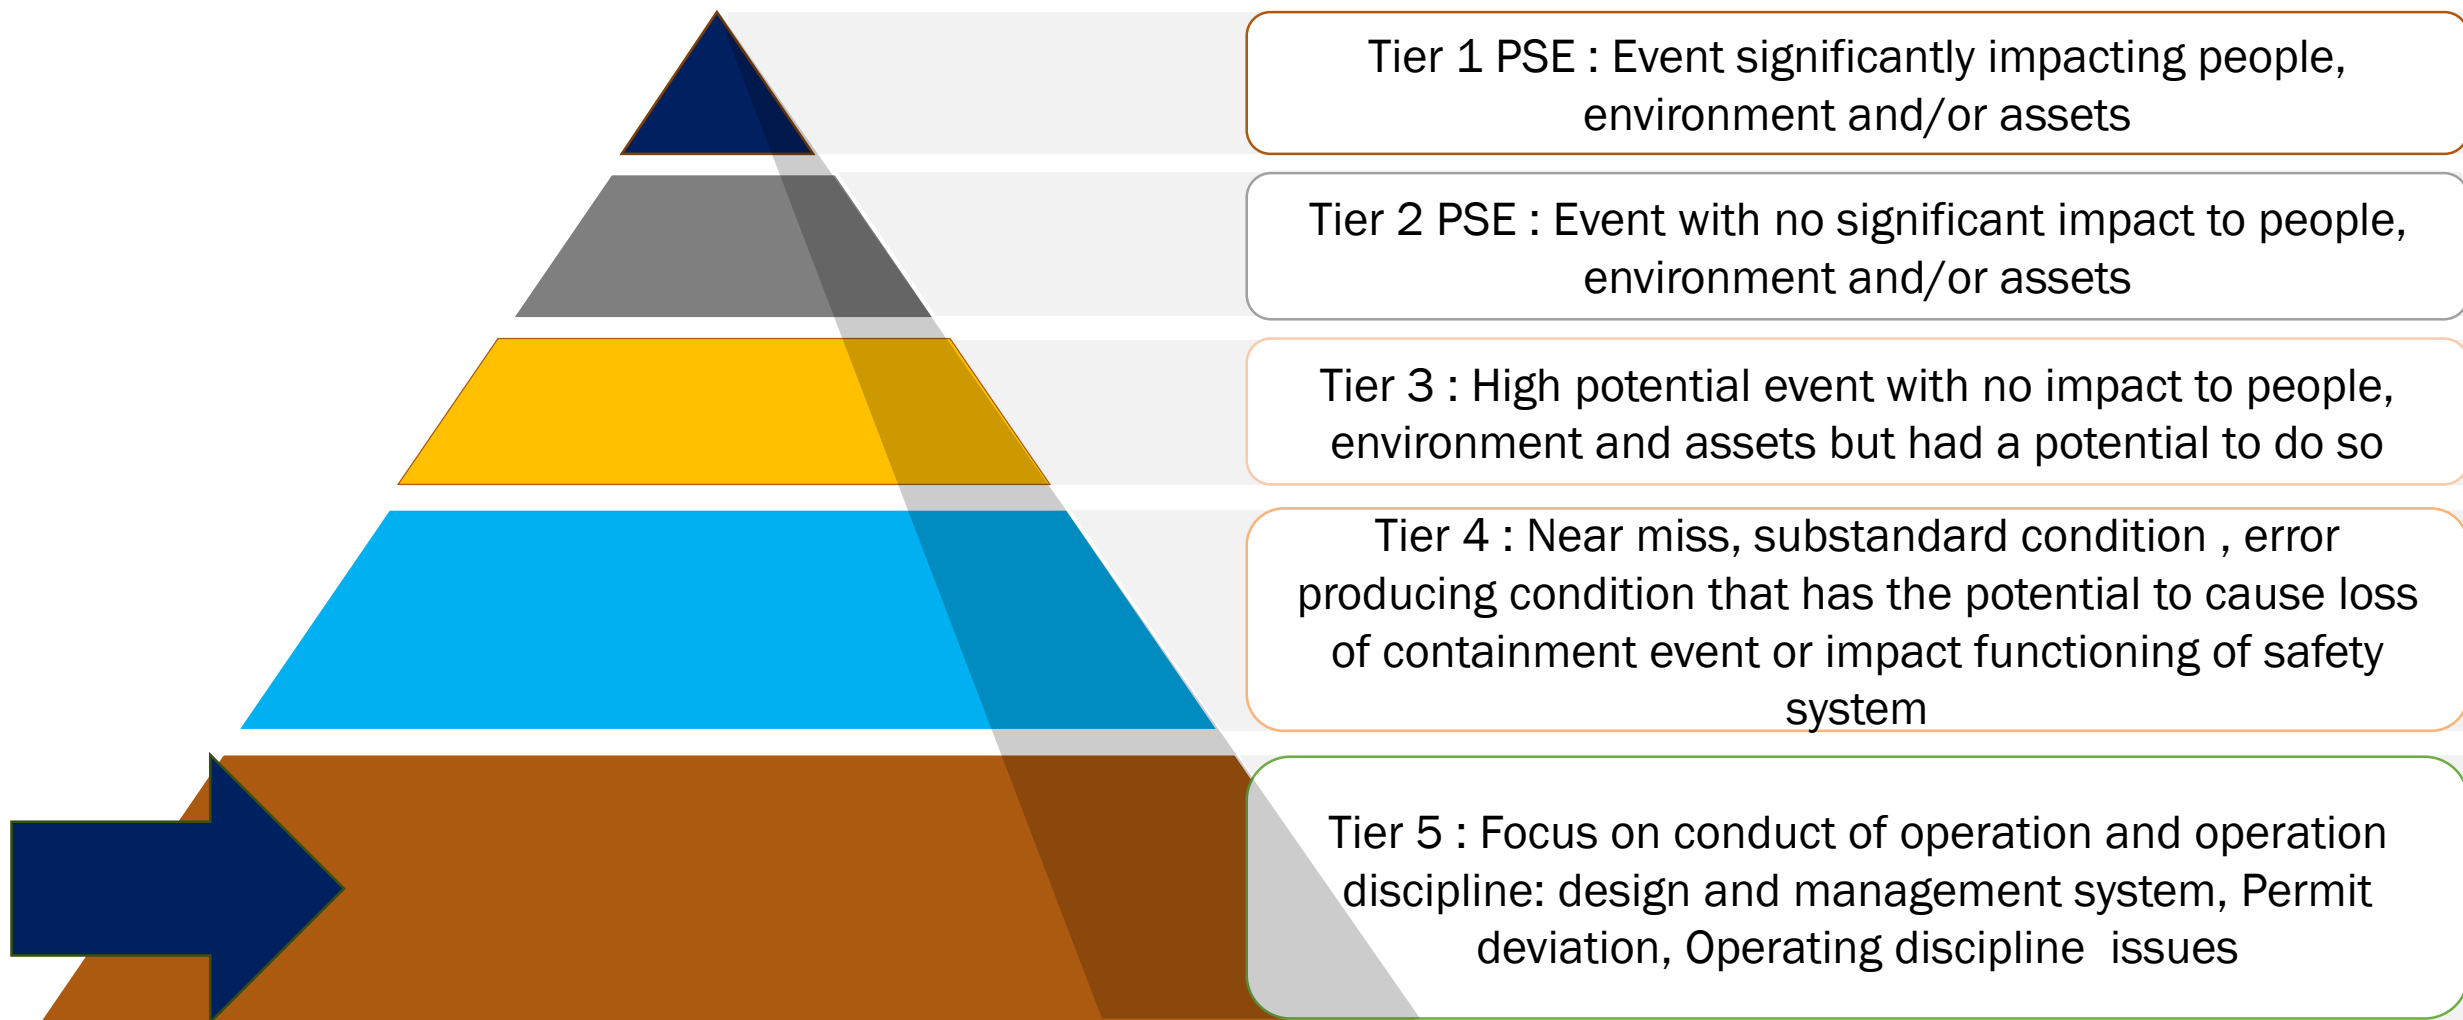 Tier 1 PSE : Event significantly impacting people,
environment and/or assets
Tier 2 PSE : Event with no significant impact to people,
environment and/or assets
Tier 3 : High potential event with no impact to people,
environment and assets but had a potential to do so
Tier 4 : Near miss, substandard condition , error
producing condition that has the potential to cause loss
of containment event or impact functioning of safety
system
Tier 5 : Focus on conduct of operation and operation
discipline: design and management system, Permit
deviation, Operating discipline  issues